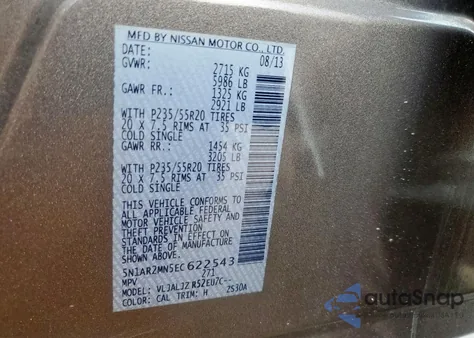 MFD BY NISSAN MOTOR CO., LTD.
DATE: 08/13
GVWR: 2715 KG
5986 LB
GAWR FR.: 1325 KG
2921 LB
WITH P235/55R20 TIRES
20 X 7.5 RIMS AT 35 PSI
COLD SINGLE
GAWR RR.: 1454 KG
3205 LB
WITH P235/55R20 TIRES
20 X 7.5 RIMS AT 35 PSI
COLD SINGLE
THIS VEHICLE CONFORMS TO
ALL APPLICABLE FEDERAL
MOTOR VEHICLE SAFETY
STANDARDS IN EFFECT ON
THE DATE OF MANUFACTURE
SHOWN ABOVE.
5N1AR2MN5EC622543
MPV 271
MODEL: VLJALJZ R52EU7C--
COLOR: CAL TRIM: H 2S30A
autoSnap